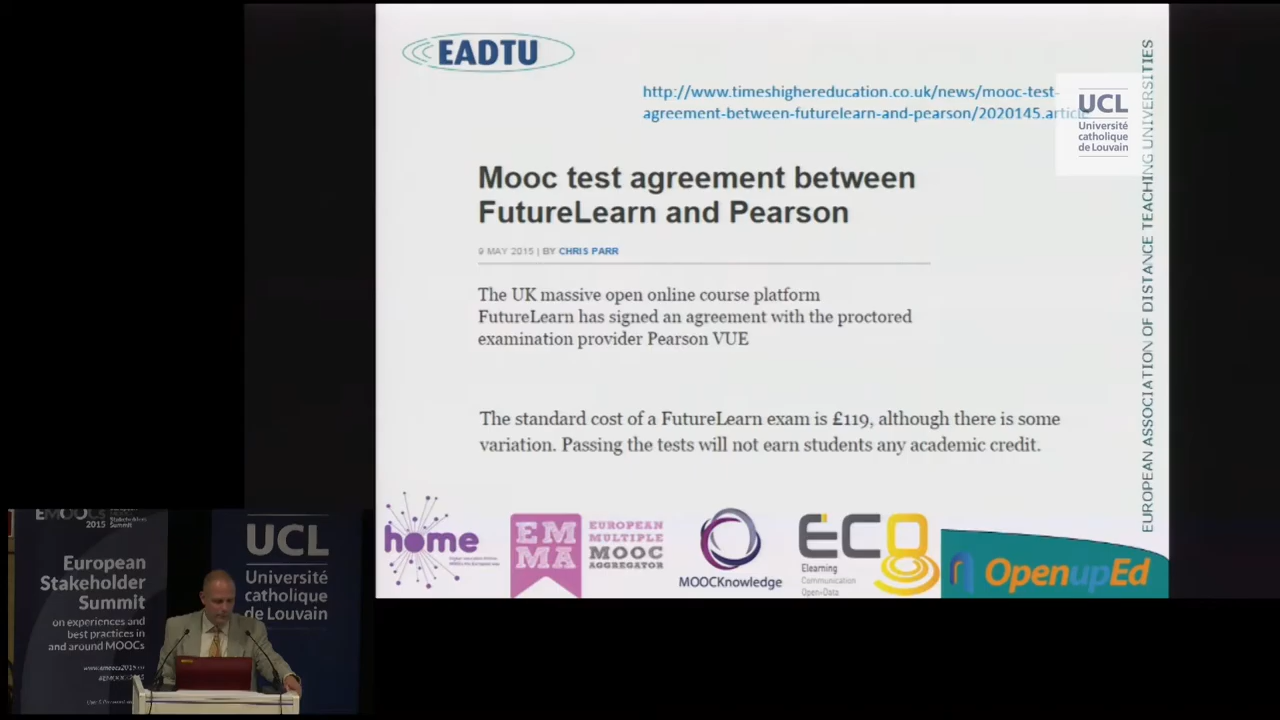 EADTU
http://www.timeshighereducation.co.uk/news/mooc-test-
agreement-between-futurelearn-and-pearson/2020145.article
UCL
Université
catholique
de Louvain
EUROPEAN ASSOCIATION OF DISTANCE TEACHING UNIVERSITIES
Mooc test agreement between
FutureLearn and Pearson
9 MAY 2015 | BY CHRIS PARR
The UK massive open online course platform
FutureLearn has signed an agreement with the proctored
examination provider Pearson VUE
The standard cost of a FutureLearn exam is £119, although there is some
variation. Passing the tests will not earn students any academic credit.
home
EM
MA
EUROPEAN
MULTIPLE
MOOC
AGGREGATOR
MOOCKnowledge
ECO
Elearning
Communication
Open-Data
OpenupEd
EMOOCs
2015
European
Stakeholder
Summit
on experiences and
best practices in
and around MOOCs
#EMOOCs
UCL
Université
catholique
de Louvain